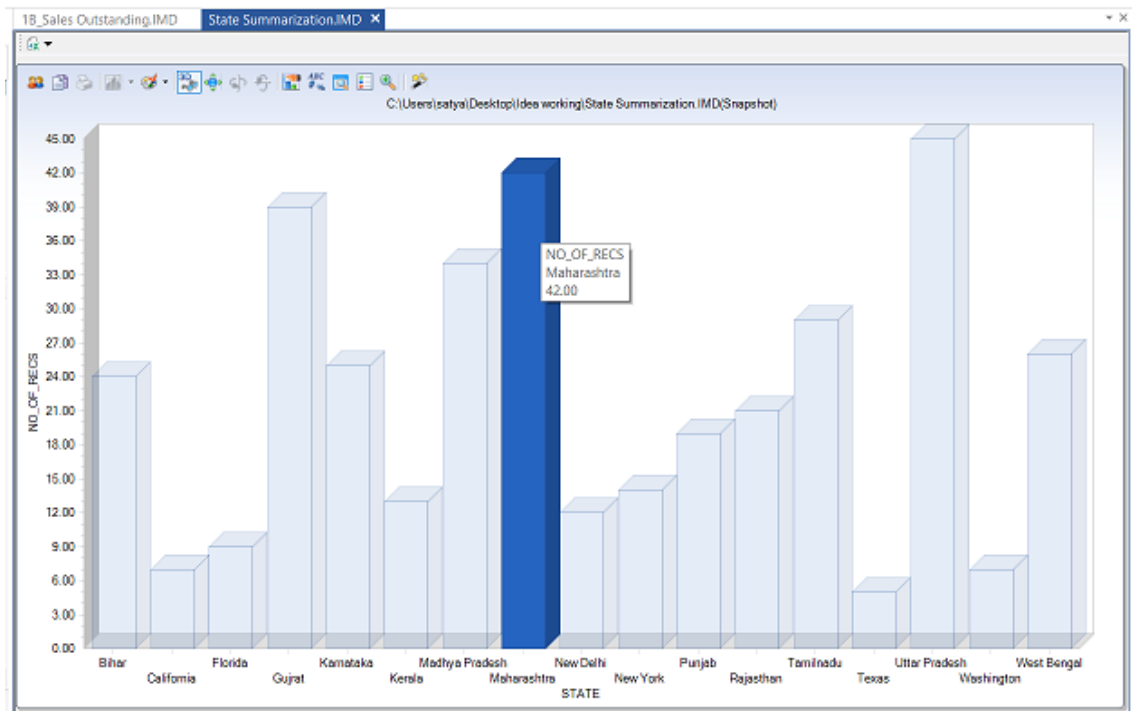 1B_Sales Outstanding.IMD
State Summarization.IMD
C:\Users\satya\Desktop\Idea working\State Summarization.IMD(Snapshot)
45.00
42.00
39.00
36.00
33.00
30.00
27.00
24.00
21.00
18.00
15.00
12.00
9.00
6.00
3.00
0.00
NO_OF_RECS
NO_OF_RECS
Maharashtra
42.00
Bihar
California
Florida
Gujrat
Karnataka
Kerala
Madhya Pradesh
Maharashtra
New Delhi
New York
Punjab
Rajasthan
Tamilnadu
Texas
Uttar Pradesh
Washington
West Bengal
STATE